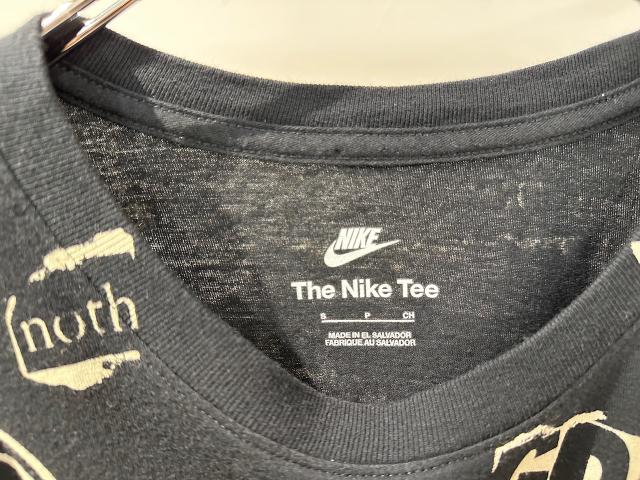 NIKE
The Nike Tee
S P CH
MADE IN EL SALVADOR
FABRIQUE AU SALVADOR
noth